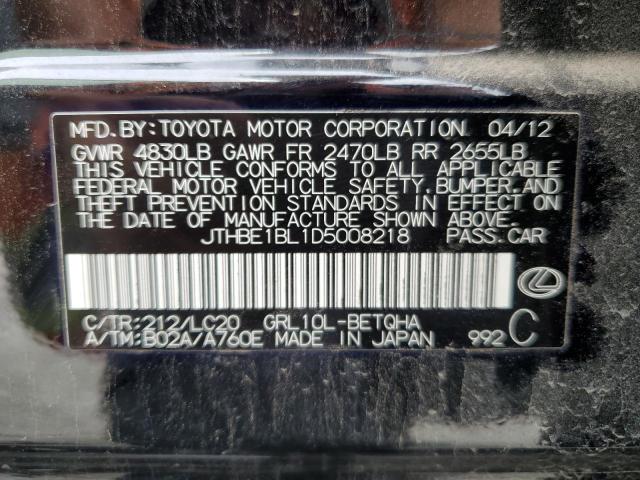 MFD.BY:TOYOTA MOTOR CORPORATION 04/12
GVWR 4830LB GAWR FR 2470LB RR 2655LB
THIS VEHICLE CONFORMS TO ALL APPLICABLE
FEDERAL MOTOR VEHICLE SAFETY,BUMPER,AND
THEFT PREVENTION STANDARDS IN EFFECT ON
THE DATE OF MANUFACTURE SHOWN ABOVE.
JTHBE1BL1D5008218 PASS.CAR
C/TR:212/LC20 GRL10L-BETQHA
A/TM:B02A/A760E MADE IN JAPAN 992 C